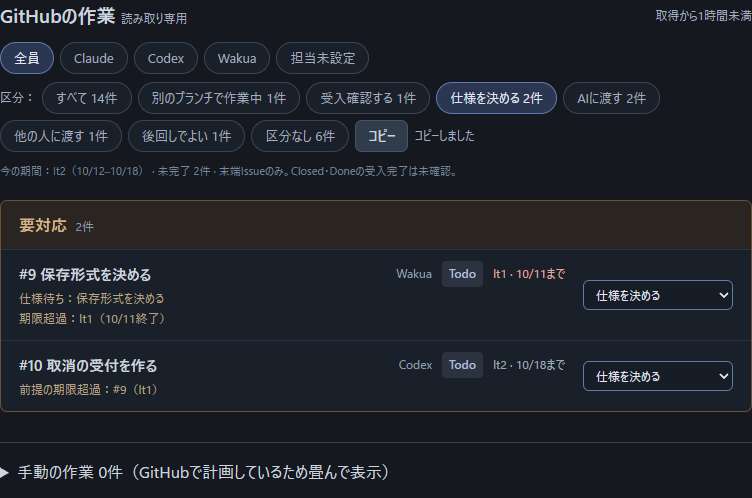 GitHubの作業 読み取り専用 取得から1時間未満
全員 Claude Codex Wakua 担当未設定
区分： すべて 14件 別のブランチで作業中 1件 受入確認する 1件 仕様を決める 2件 AIに渡す 2件
他の人に渡す 1件 後回しでよい 1件 区分なし 6件 コピー コピーしました
今の期間：It2（10/12–10/18）· 未完了 2件 · 末端Issueのみ。Closed・Doneの受入完了は未確認。
要対応 2件
#9 保存形式を決める Wakua Todo It1 · 10/11まで 仕様を決める
仕様待ち：保存形式を決める
期限超過：It1（10/11終了）
#10 取消の受付を作る Codex Todo It2 · 10/18まで 仕様を決める
前提の期限超過：#9（It1）
▶ 手動の作業 0件（GitHubで計画しているため畳んで表示）